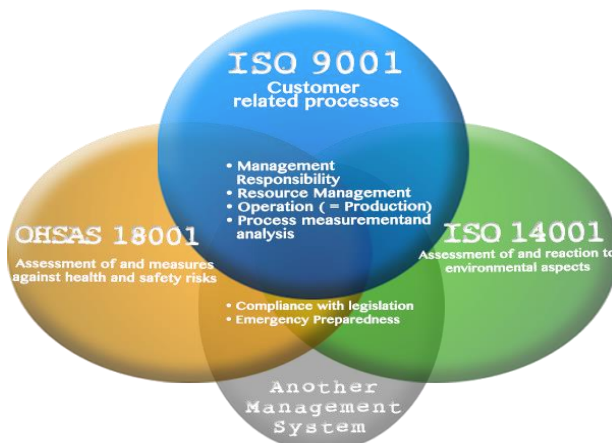 ISO 9001
Customer
related processes
• Management
Responsibility
• Resource Management
• Operation ( = Production)
• Process measurementand
analysis
OHSAS 18001
Assessment of and measures
against health and safety risks
ISO 14001
Assessment of and reaction to
environmental aspects
• Compliance with legislation
• Emergency Preparedness
Another
Management
System